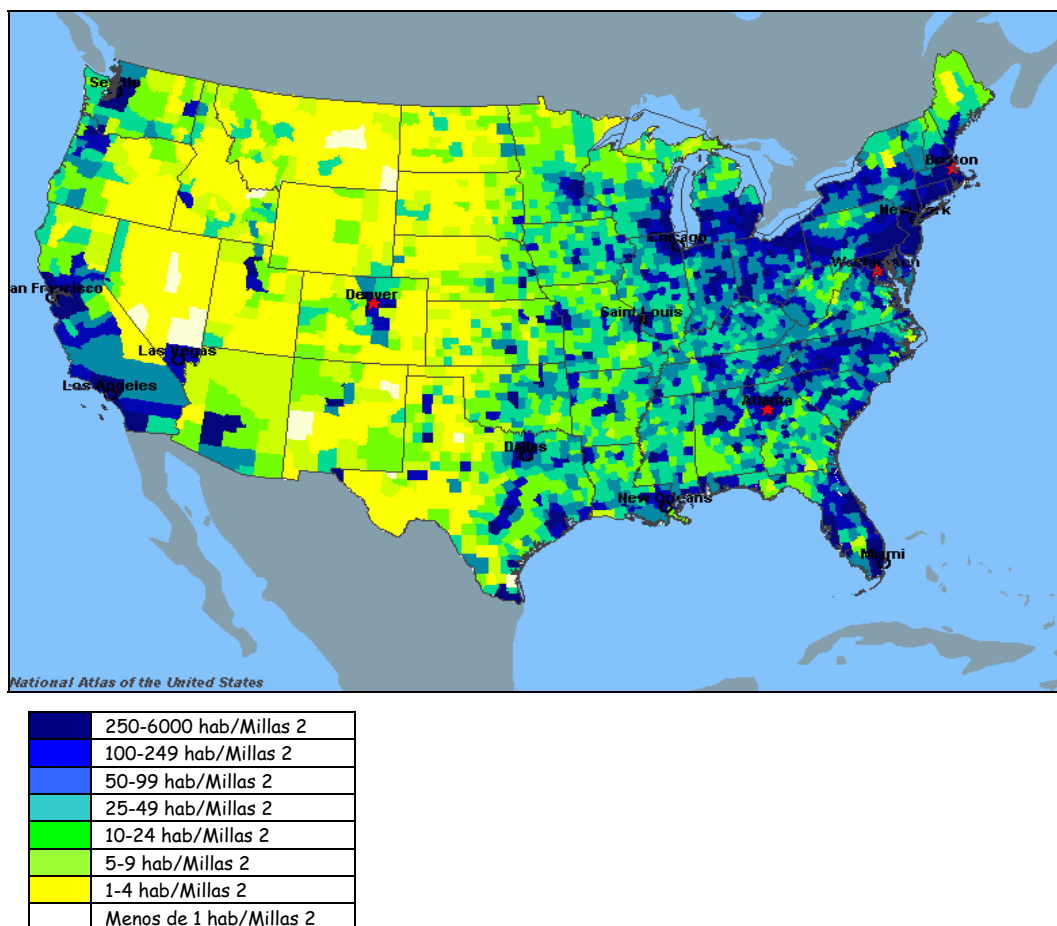 Seattle
Boston
New York
Chicago
Washington
an Francisco
Denver
Saint Louis
Las Vegas
Los Angeles
Atlanta
Dallas
New Orleans
Miami
National Atlas of the United States
250-6000 hab/Millas 2
100-249 hab/Millas 2
50-99 hab/Millas 2
25-49 hab/Millas 2
10-24 hab/Millas 2
5-9 hab/Millas 2
1-4 hab/Millas 2
Menos de 1 hab/Millas 2